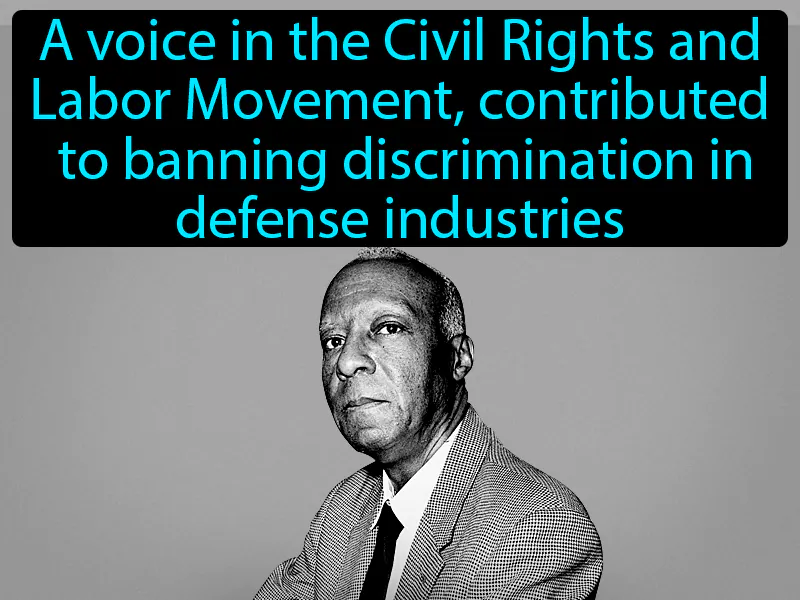 A voice in the Civil Rights and
Labor Movement, contributed
to banning discrimination in
defense industries